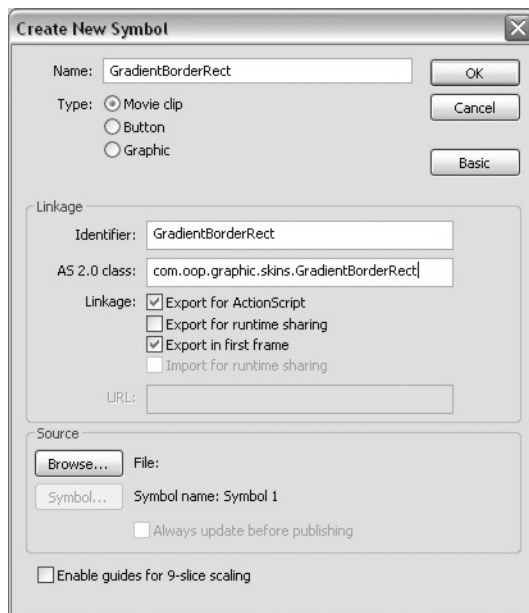 Create New Symbol
Name: GradientBorderRect
OK
Type: Movie clip
Cancel
Button
Graphic
Basic
Linkage
Identifier: GradientBorderRect
AS 2.0 class: com.oop.graphic.skins.GradientBorderRect
Linkage: Export for ActionScript
Export for runtime sharing
Export in first frame
Import for runtime sharing
URL:
Source
Browse... File:
Symbol... Symbol name: Symbol 1
Always update before publishing
Enable guides for 9-slice scaling